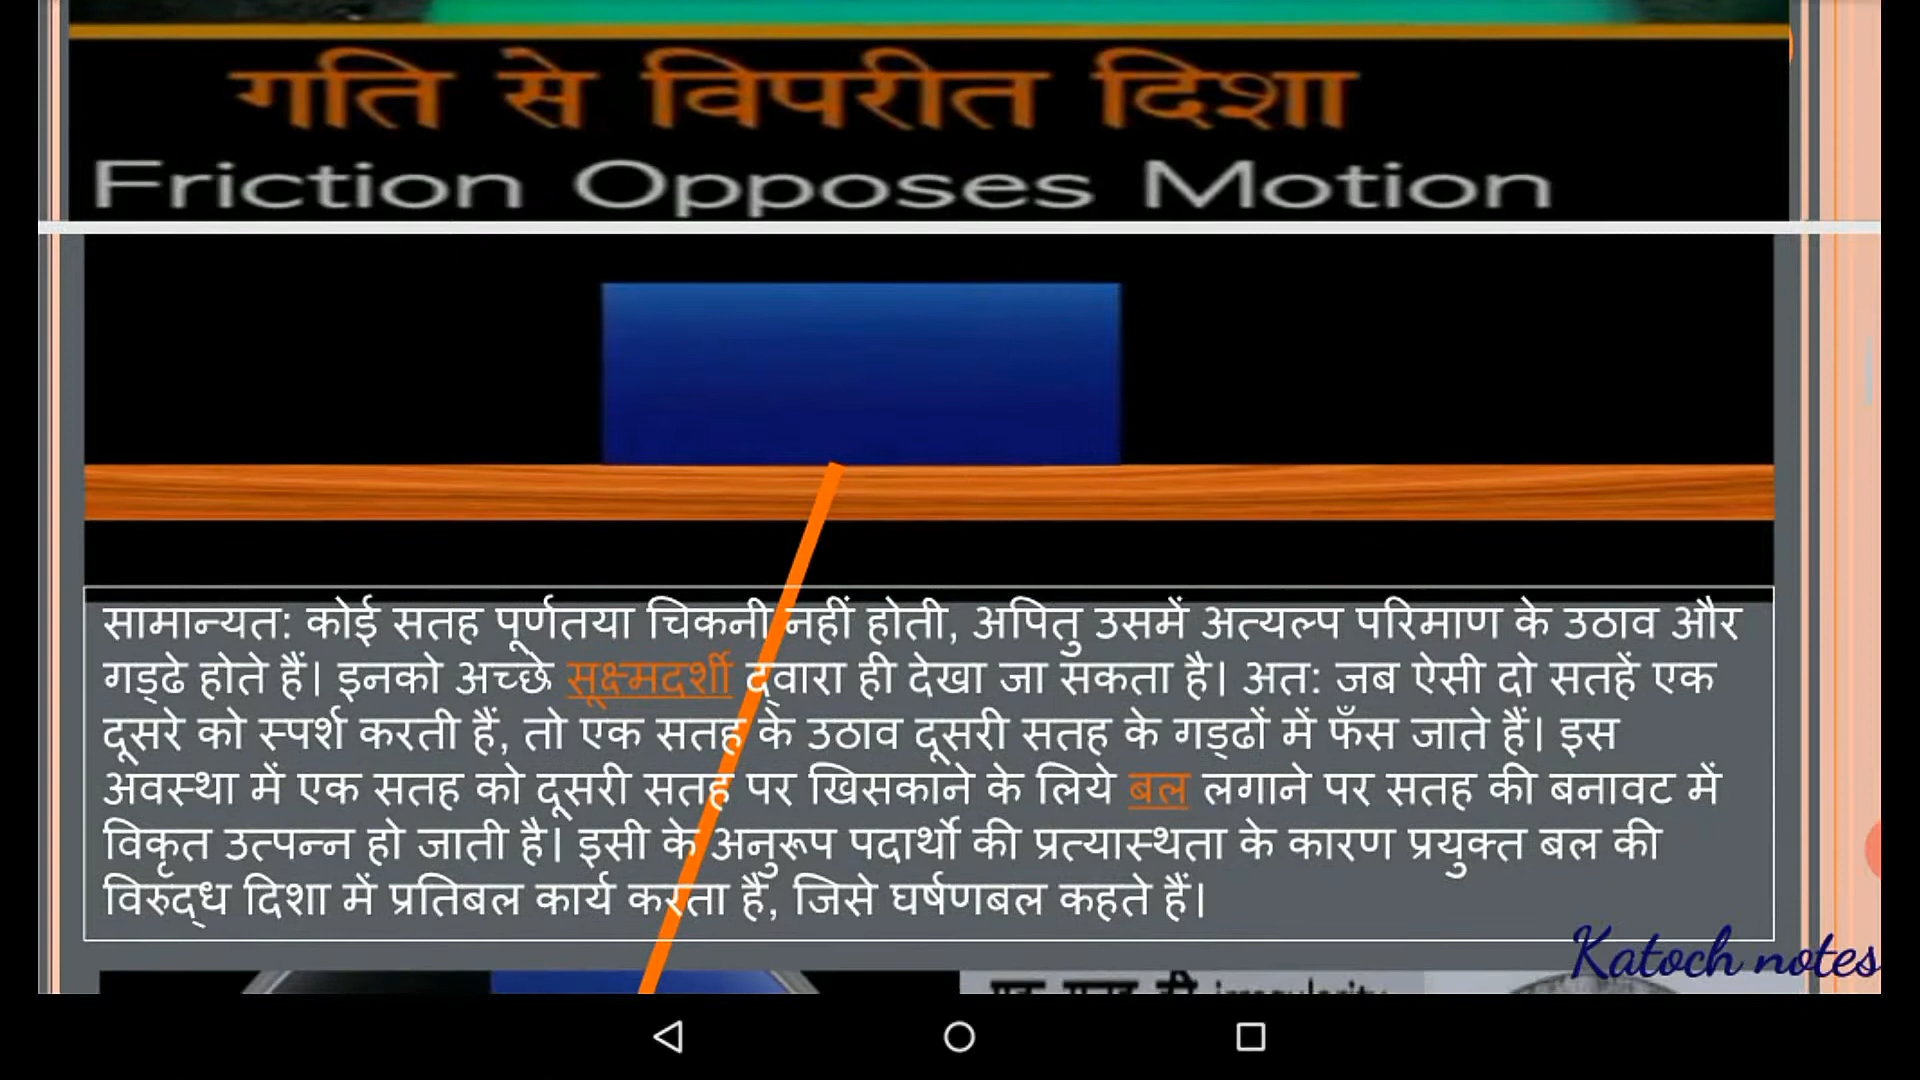 गति से विपरीत दिशा
Friction Opposes Motion
सामान्यत: कोई सतह पूर्णतया चिकनी नहीं होती, अपितु उसमें अत्यल्प परिमाण के उठाव और
गड्ढे होते हैं। इनको अच्छे सूक्ष्मदर्शी द्वारा ही देखा जा सकता है। अत: जब ऐसी दो सतहें एक
दूसरे को स्पर्श करती हैं, तो एक सतह के उठाव दूसरी सतह के गड्ढों में फँस जाते हैं। इस
अवस्था में एक सतह को दूसरी सतह पर खिसकाने के लिये बल लगाने पर सतह की बनावट में
विकृत उत्पन्न हो जाती है। इसी के अनुरूप पदार्थो की प्रत्यास्थता के कारण प्रयुक्त बल की
विरुद्ध दिशा में प्रतिबल कार्य करता है, जिसे घर्षणबल कहते हैं।
Katoch notes